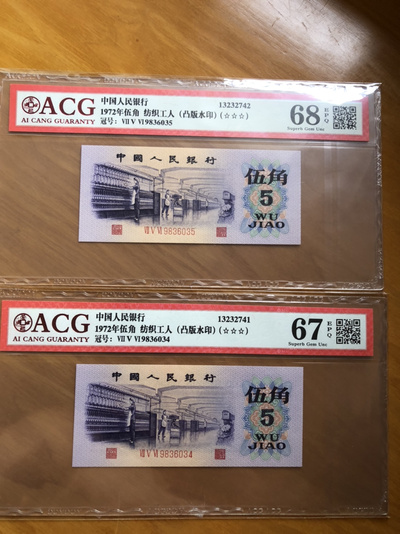 ACG
AI CANG GUARANTY
中国人民银行
13232742
1972年伍角 纺织工人（凸版水印）(☆☆☆)
冠号：VII V VI9836035
68 EPQ
Superb Gem Unc
中國人民銀行
伍角
5
WU
JIAO
VII V VI 9836035
ACG
AI CANG GUARANTY
中国人民银行
13232741
1972年伍角 纺织工人（凸版水印）(☆☆☆)
冠号：VII V VI9836034
67 EPQ
Superb Gem Unc
中國人民銀行
伍角
5
WU
JIAO
VII V VI 9836034